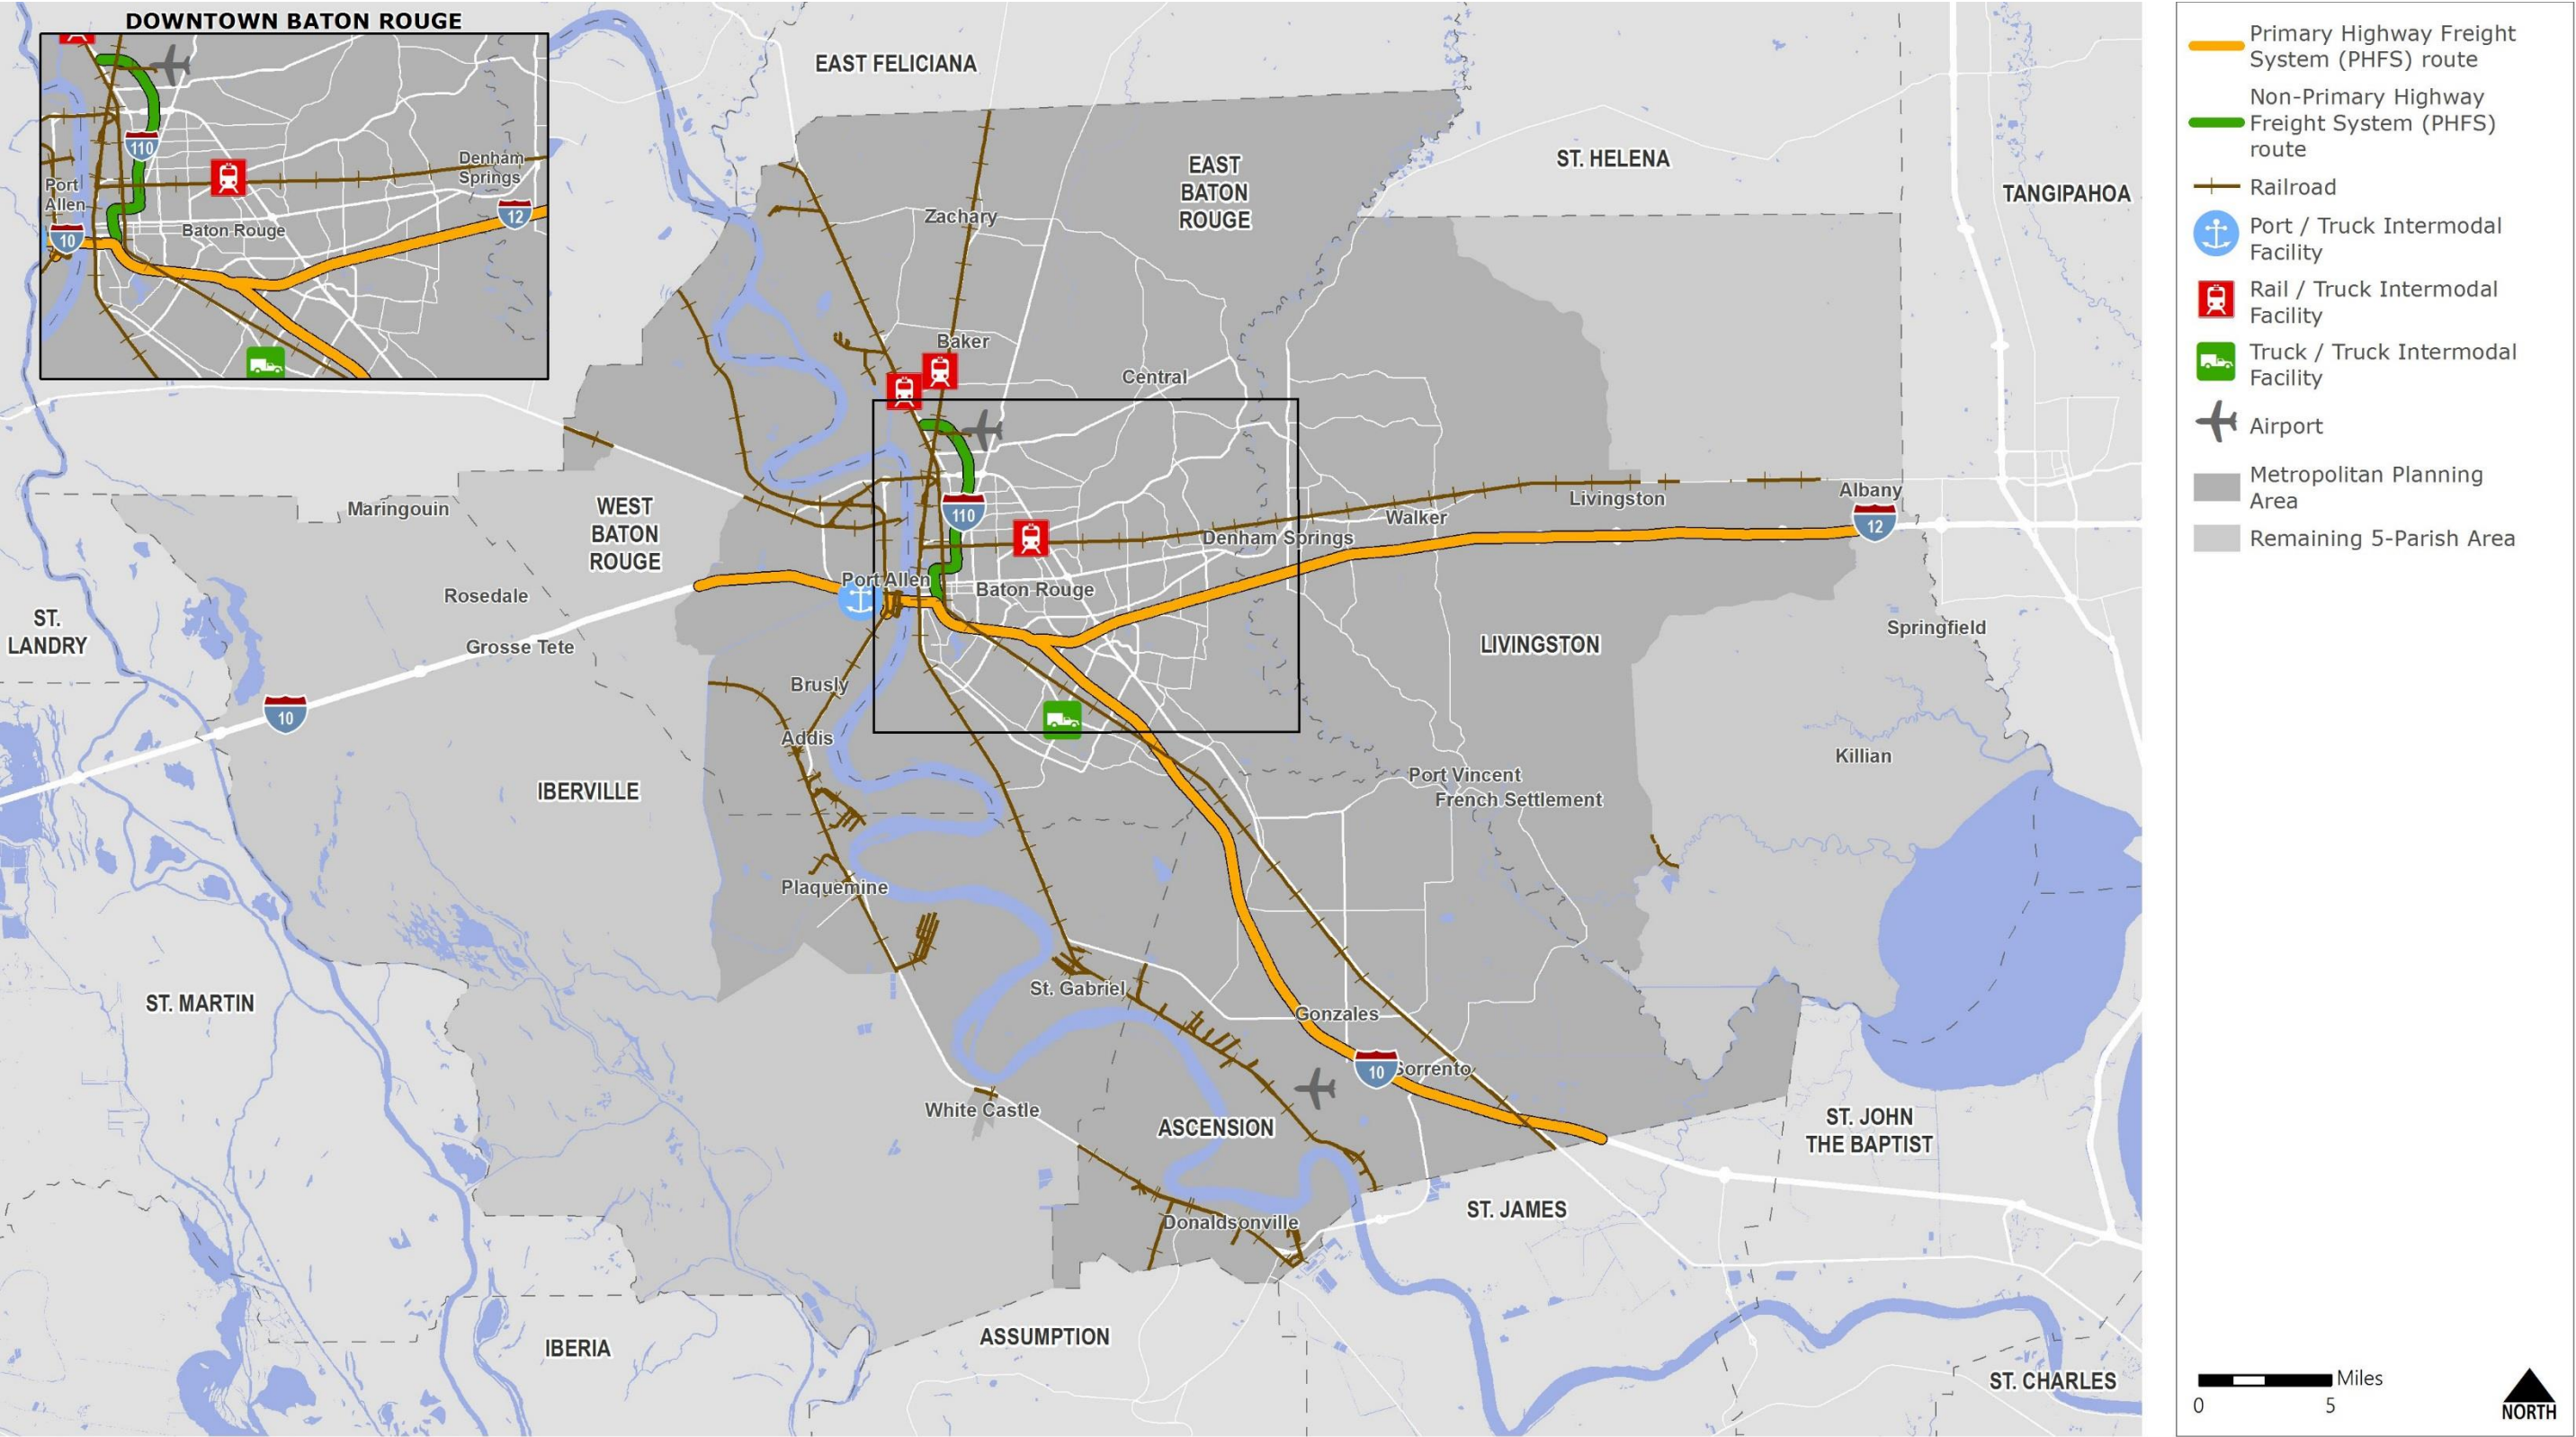 DOWNTOWN BATON ROUGE
110
Denham
Springs
Port
Allen
12
10
Baton Rouge
EAST FELICIANA
EAST
BATON
ROUGE
ST. HELENA
TANGIPAHOA
Zachary
Baker
Central
Maringouin
WEST
BATON
ROUGE
110
Livingston
Albany
Walker
12
Denham Springs
Port Allen
Baton Rouge
Rosedale
ST.
LANDRY
Grosse Tete
LIVINGSTON
Springfield
Brusly
10
Addis
Killian
IBERVILLE
Port Vincent
French Settlement
Plaquemine
ST. MARTIN
St. Gabriel
Gonzales
10
Sorrento
White Castle
ASCENSION
ST. JOHN
THE BAPTIST
ST. JAMES
Donaldsonville
ASSUMPTION
IBERIA
ST. CHARLES
Primary Highway Freight
System (PHFS) route
Non-Primary Highway
Freight System (PHFS)
route
Railroad
Port / Truck Intermodal
Facility
Rail / Truck Intermodal
Facility
Truck / Truck Intermodal
Facility
Airport
Metropolitan Planning
Area
Remaining 5-Parish Area
Miles
0 5
NORTH